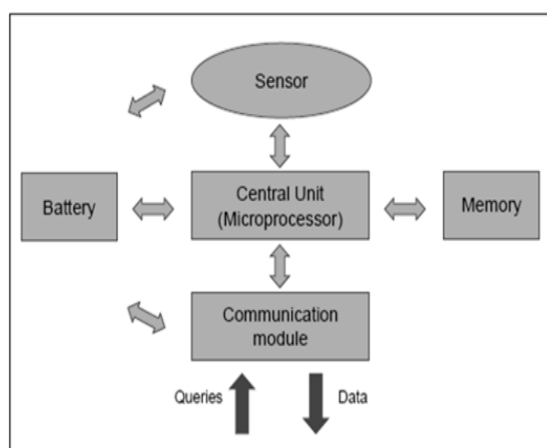 Sensor
Battery
Central Unit
(Microprocessor)
Memory
Communication
module
Queries
Data